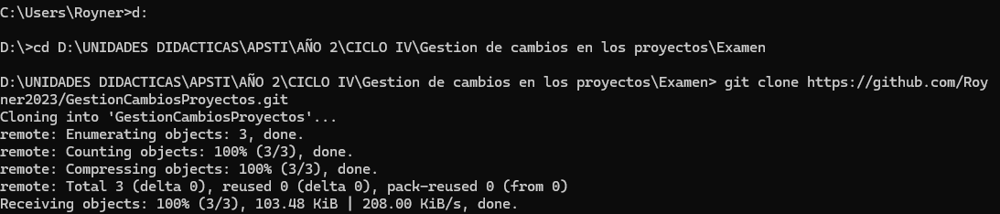 C:\Users\Royner>d:
D:\>cd D:\UNIDADES DIDACTICAS\APSTI\AÑO 2\CICLO IV\Gestion de cambios en los proyectos\Examen
D:\UNIDADES DIDACTICAS\APSTI\AÑO 2\CICLO IV\Gestion de cambios en los proyectos\Examen> git clone https://github.com/Roy
ner2023/GestionCambiosProyectos.git
Cloning into 'GestionCambiosProyectos'...
remote: Enumerating objects: 3, done.
remote: Counting objects: 100% (3/3), done.
remote: Compressing objects: 100% (3/3), done.
remote: Total 3 (delta 0), reused 0 (delta 0), pack-reused 0 (from 0)
Receiving objects: 100% (3/3), 103.48 KiB | 208.00 KiB/s, done.